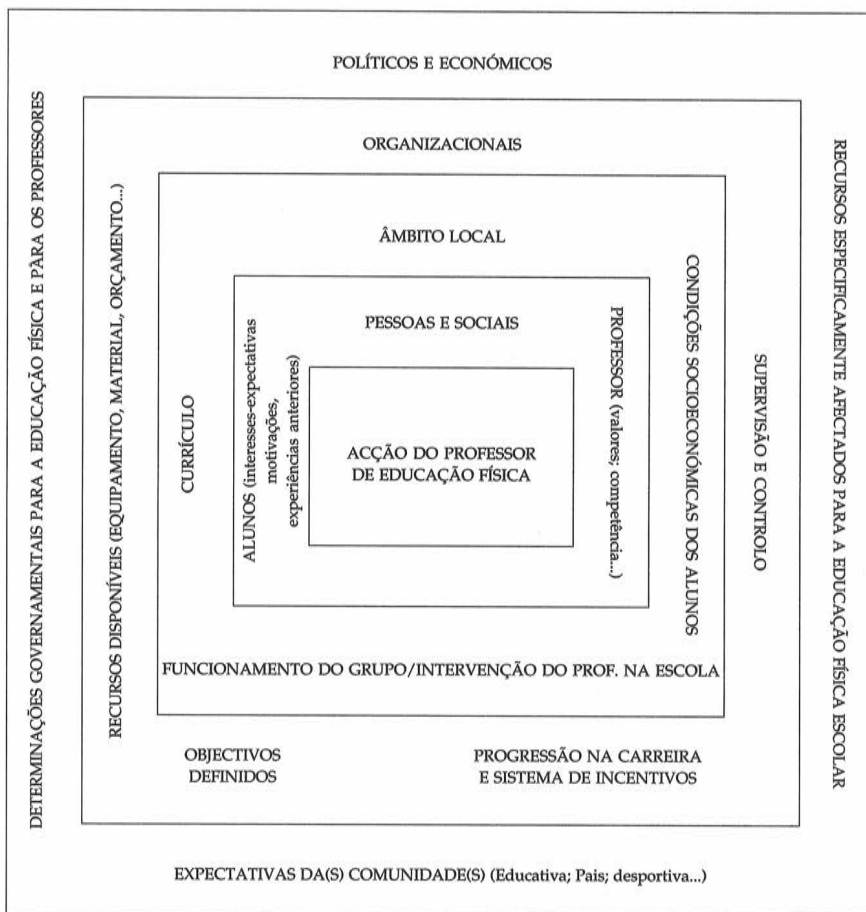 POLÍTICOS E ECONÓMICOS
DETERMINAÇÕES GOVERNAMENTAIS PARA A EDUCAÇÃO FÍSICA E PÀRA OS PROFESSORES
RECURSOS ESPECIFICAMENTE AFECTADOS PARA A EDUCAÇÃO FÍSICA ESCOLAR
ORGANIZACIONAIS
RECURSOS DISPONÍVEIS (EQUIPAMENTO, MATERIAL, ORÇAMENTO...)
SUPERVISÃO E CONTROLO
ÂMBITO LOCAL
CURRÍCULO
CONDIÇÕES SOCIOECONÓMICAS DOS ALUNOS
PESSOAS E SOCIAIS
ALUNOS (interesses-expectativas
motivações,
experiências anteriores)
PROFESSOR (valores; competência...)
ACÇÃO DO PROFESSOR
DE EDUCAÇÃO FÍSICA
FUNCIONAMENTO DO GRUPO/INTERVENÇÃO DO PROF. NA ESCOLA
OBJECTIVOS
DEFINIDOS
PROGRESSÃO NA CARREIRA
E SISTEMA DE INCENTIVOS
EXPECTATIVAS DA(S) COMUNIDADE(S) (Educativa; Pais; desportiva...)